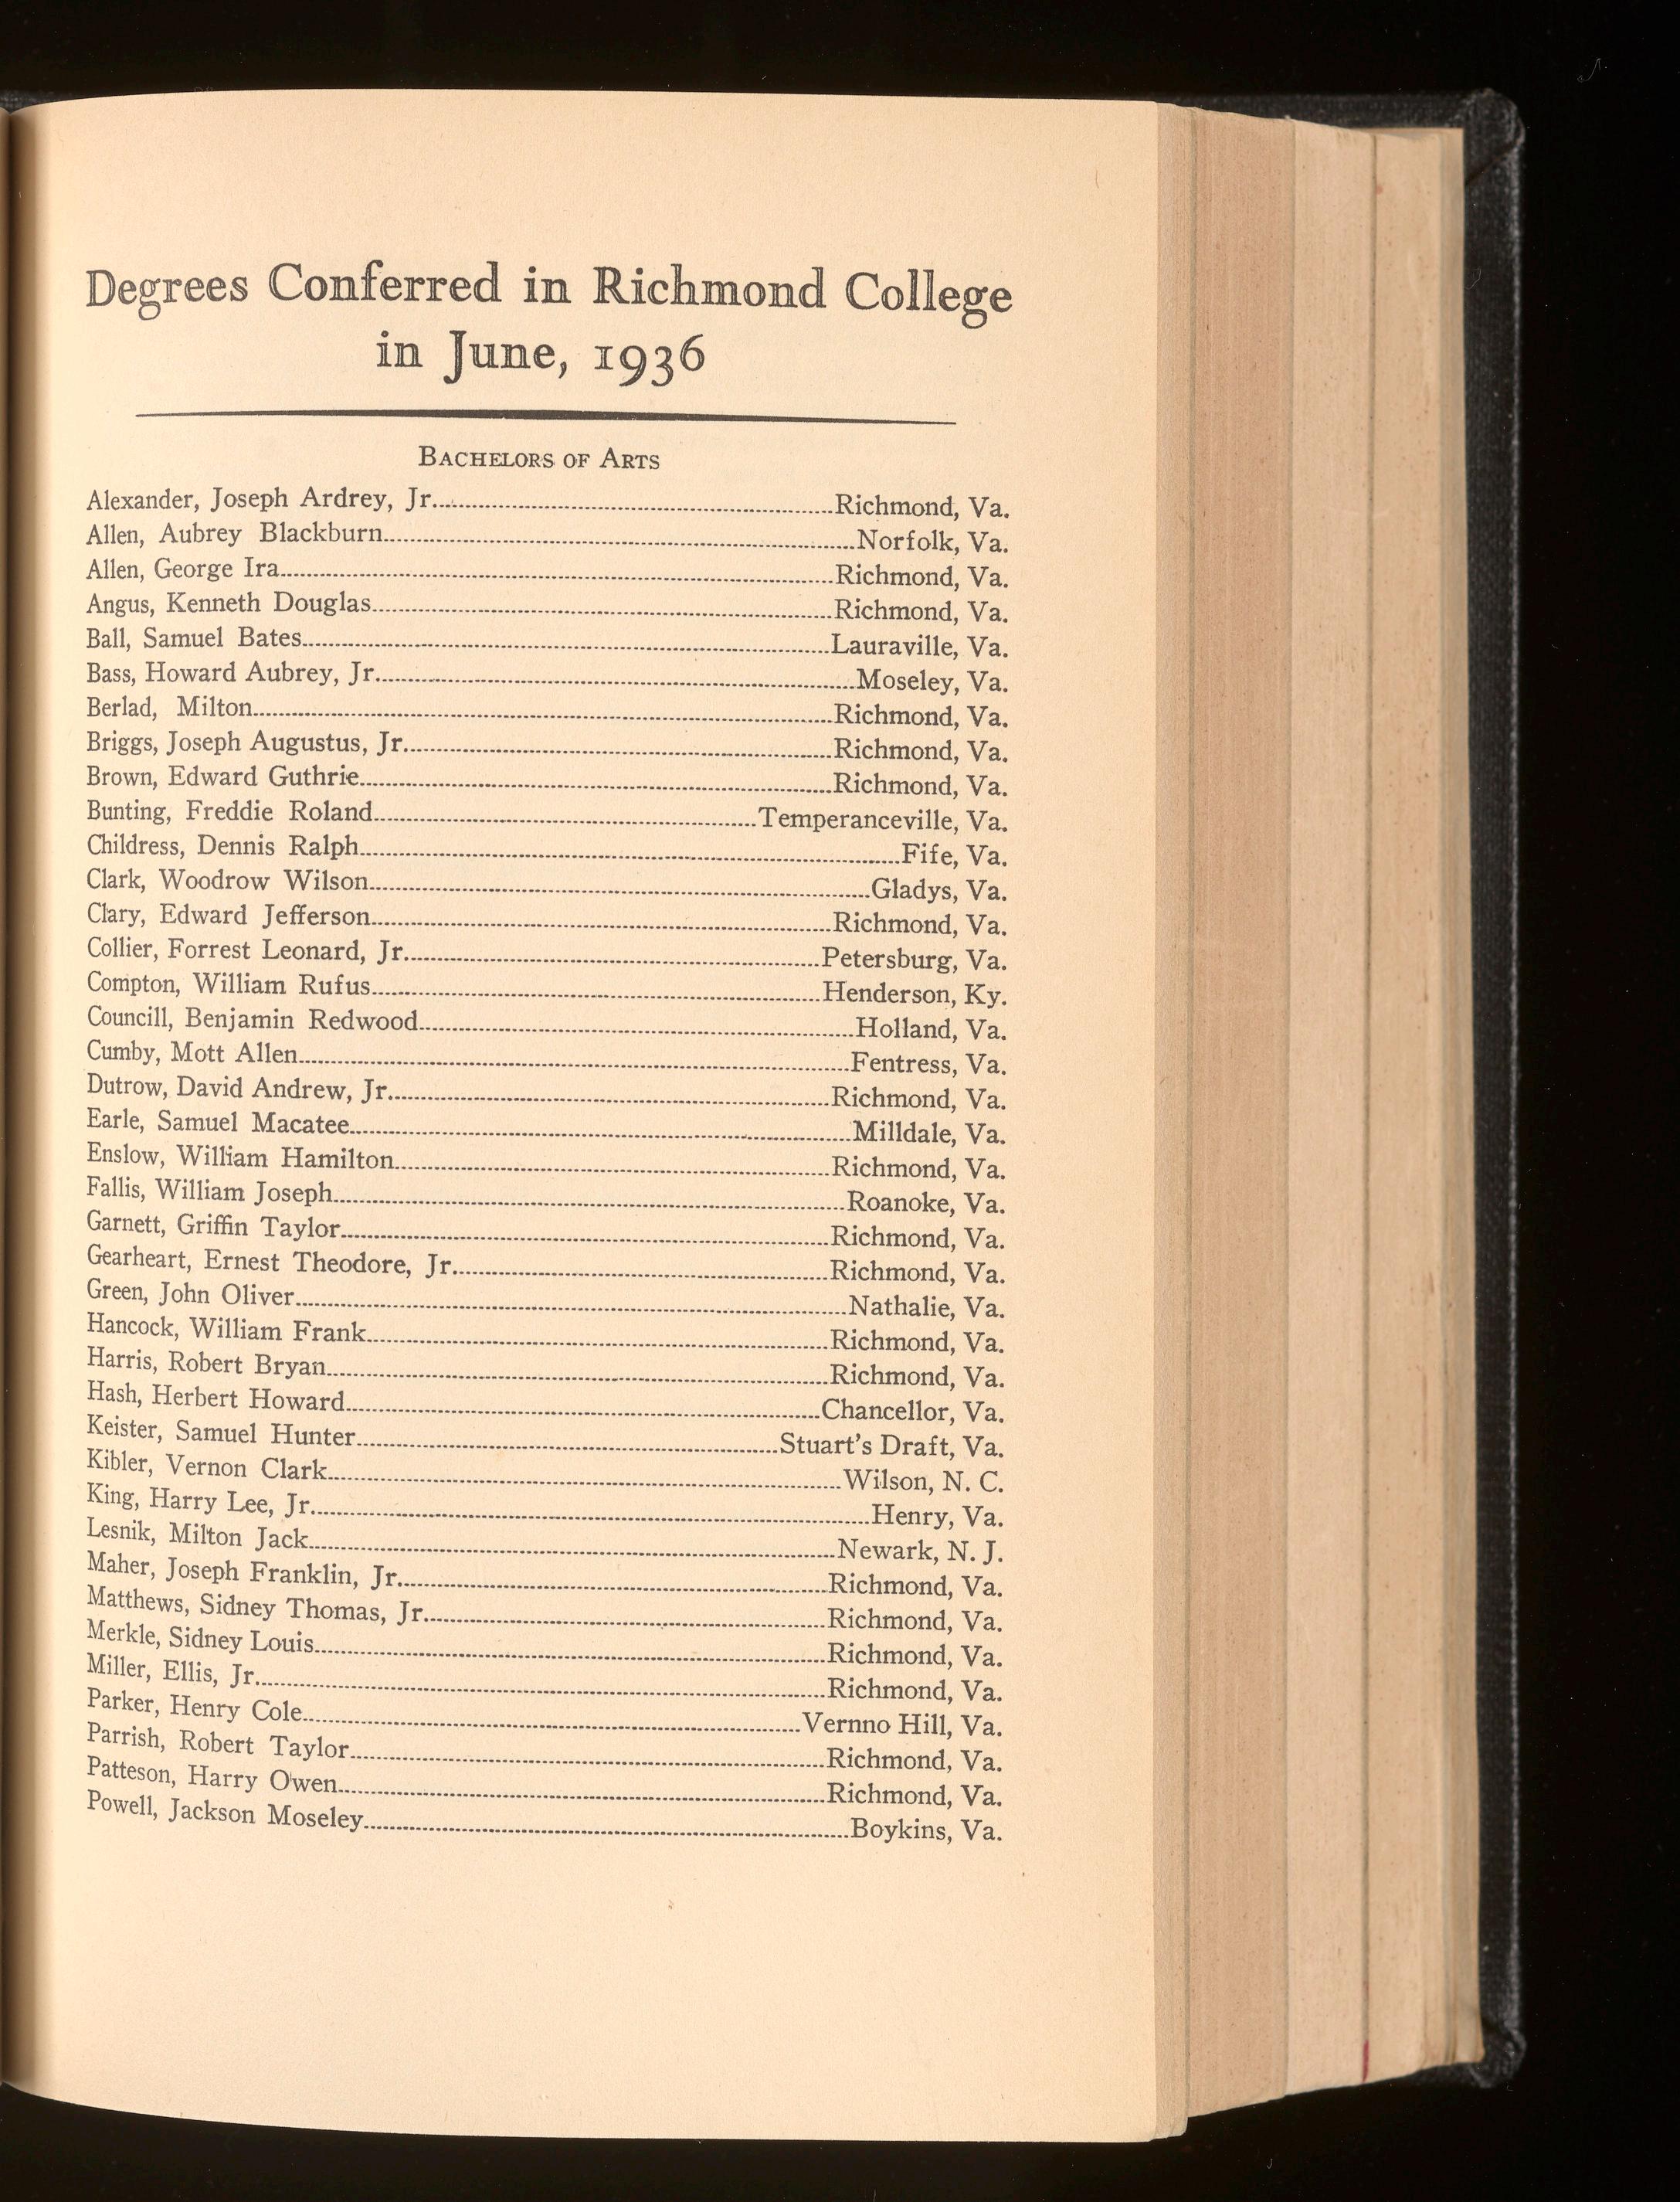 Degrees Conferred in Richmond College
in June, 1936
Bachelors of Arts
Alexander, Joseph Ardrey, Jr. Richmond, Va.
Allen, Aubrey Blackburn Norfolk, Va.
Allen, George Ira Richmond, Va.
Angus, Kenneth Douglas Richmond, Va.
Ball, Samuel Bates Lauraville, Va.
Bass, Howard Aubrey, Jr. Moseley, Va.
Berlad, Milton Richmond, Va.
Briggs, Joseph Augustus, Jr. Richmond, Va.
Brown, Edward Guthrie Richmond, Va.
Bunting, Freddie Roland Temperanceville, Va.
Childress, Dennis Ralph Fife, Va.
Clark, Woodrow Wilson Gladys, Va.
Clary, Edward Jefferson Richmond, Va.
Collier, Forrest Leonard, Jr. Petersburg, Va.
Compton, William Rufus Henderson, Ky.
Councill, Benjamin Redwood Holland, Va.
Cumby, Mott Allen Fentress, Va.
Dutrow, David Andrew, Jr. Richmond, Va.
Earle, Samuel Macatee Milldale, Va.
Enslow, William Hamilton Richmond, Va.
Fallis, William Joseph Roanoke, Va.
Garnett, Griffin Taylor Richmond, Va.
Gearheart, Ernest Theodore, Jr. Richmond, Va.
Green, John Oliver Nathalie, Va.
Hancock, William Frank Richmond, Va.
Harris, Robert Bryan Richmond, Va.
Hash, Herbert Howard Chancellor, Va.
Keister, Samuel Hunter Stuart's Draft, Va.
Kibler, Vernon Clark Wilson, N. C.
King, Harry Lee, Jr. Henry, Va.
Lesnik, Milton Jack Newark, N. J.
Maher, Joseph Franklin, Jr. Richmond, Va.
Matthews, Sidney Thomas, Jr. Richmond, Va.
Merkle, Sidney Louis Richmond, Va.
Miller, Ellis, Jr. Richmond, Va.
Parker, Henry Cole Vernno Hill, Va.
Parrish, Robert Taylor Richmond, Va.
Patteson, Harry Owen Richmond, Va.
Powell, Jackson Moseley Boykins, Va.